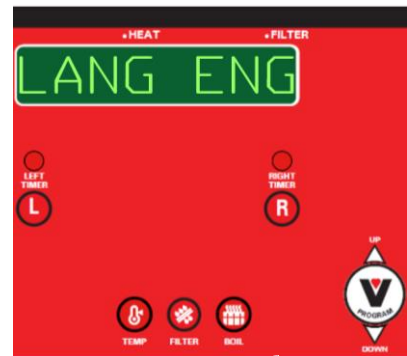 •HEAT •FILTER
LANG ENG
LEFT TIMER
RIGHT TIMER
L
R
UP
V
PROGRAM
DOWN
TEMP FILTER BOIL